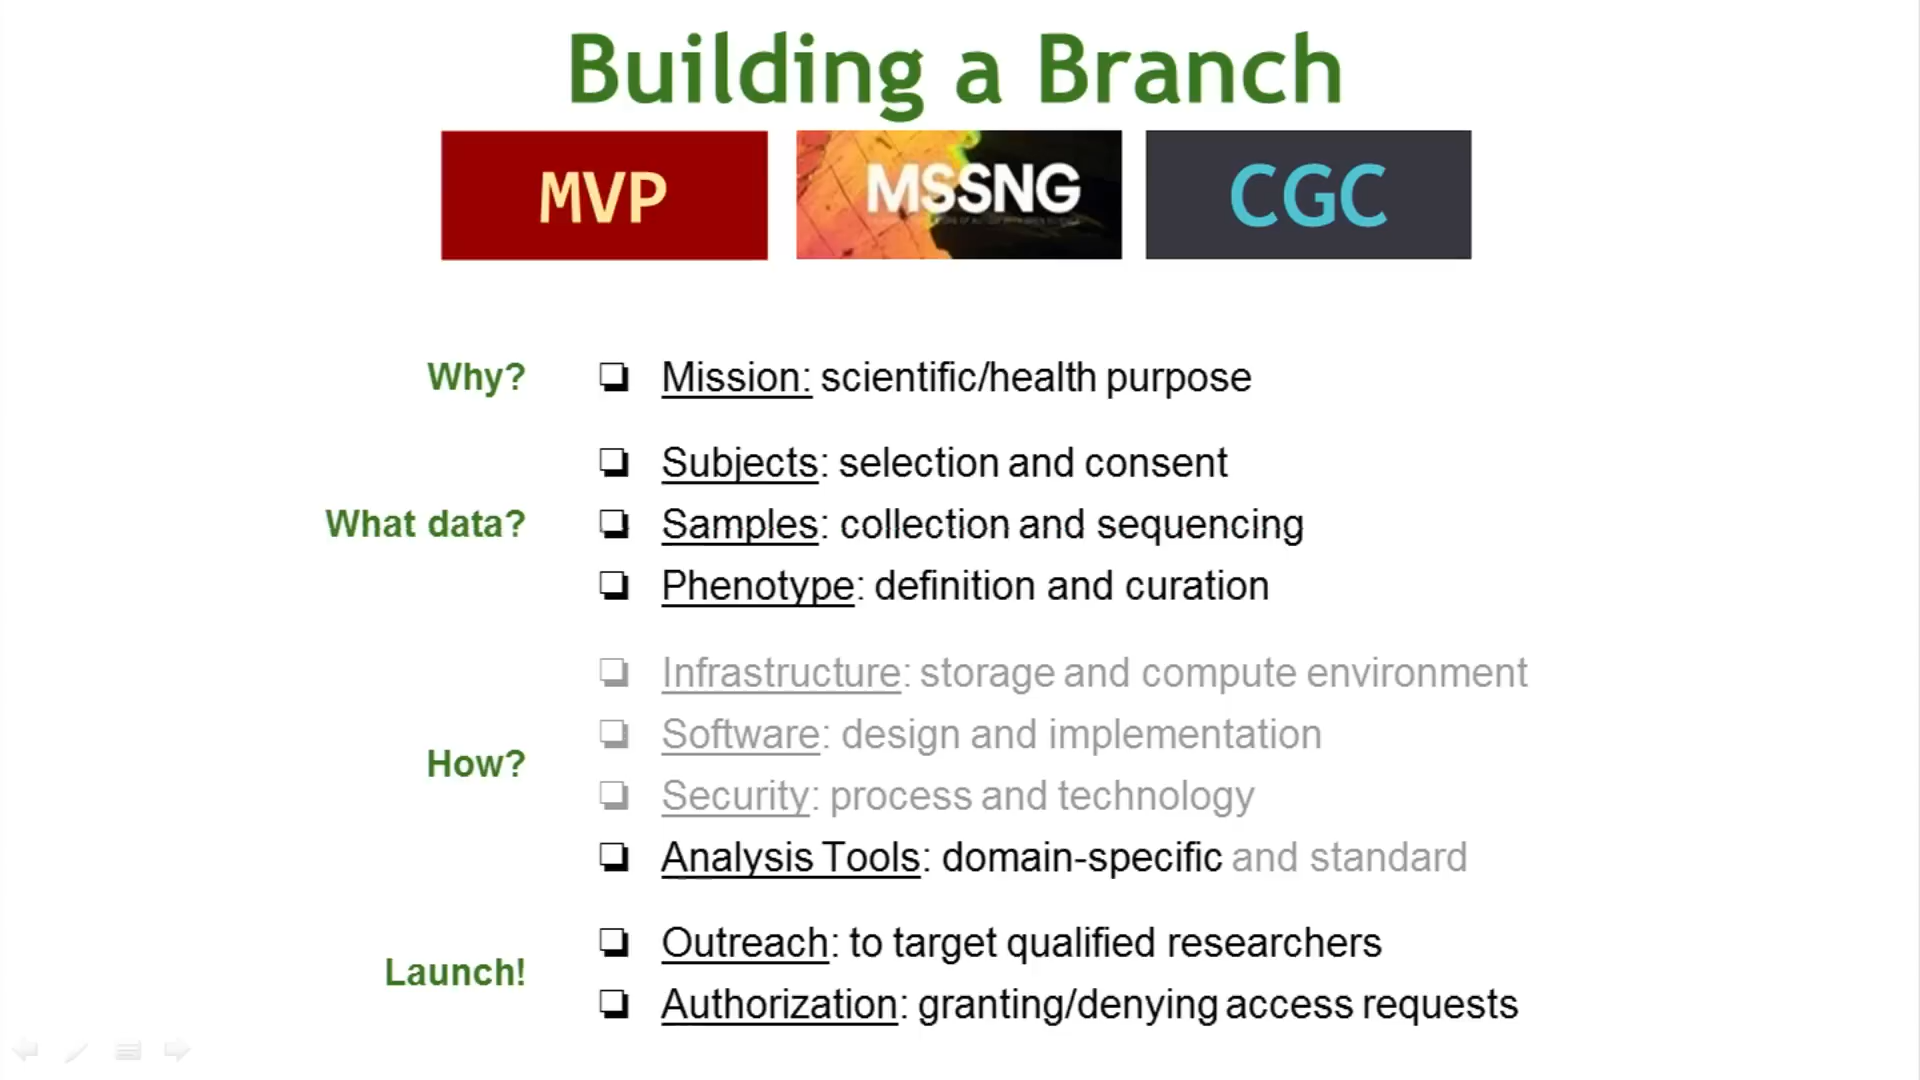 Building a Branch
MVP
MSSNG
CGC
Why?
Mission: scientific/health purpose
What data?
Subjects: selection and consent
Samples: collection and sequencing
Phenotype: definition and curation
How?
Infrastructure: storage and compute environment
Software: design and implementation
Security: process and technology
Analysis Tools: domain-specific and standard
Launch!
Outreach: to target qualified researchers
Authorization: granting/denying access requests